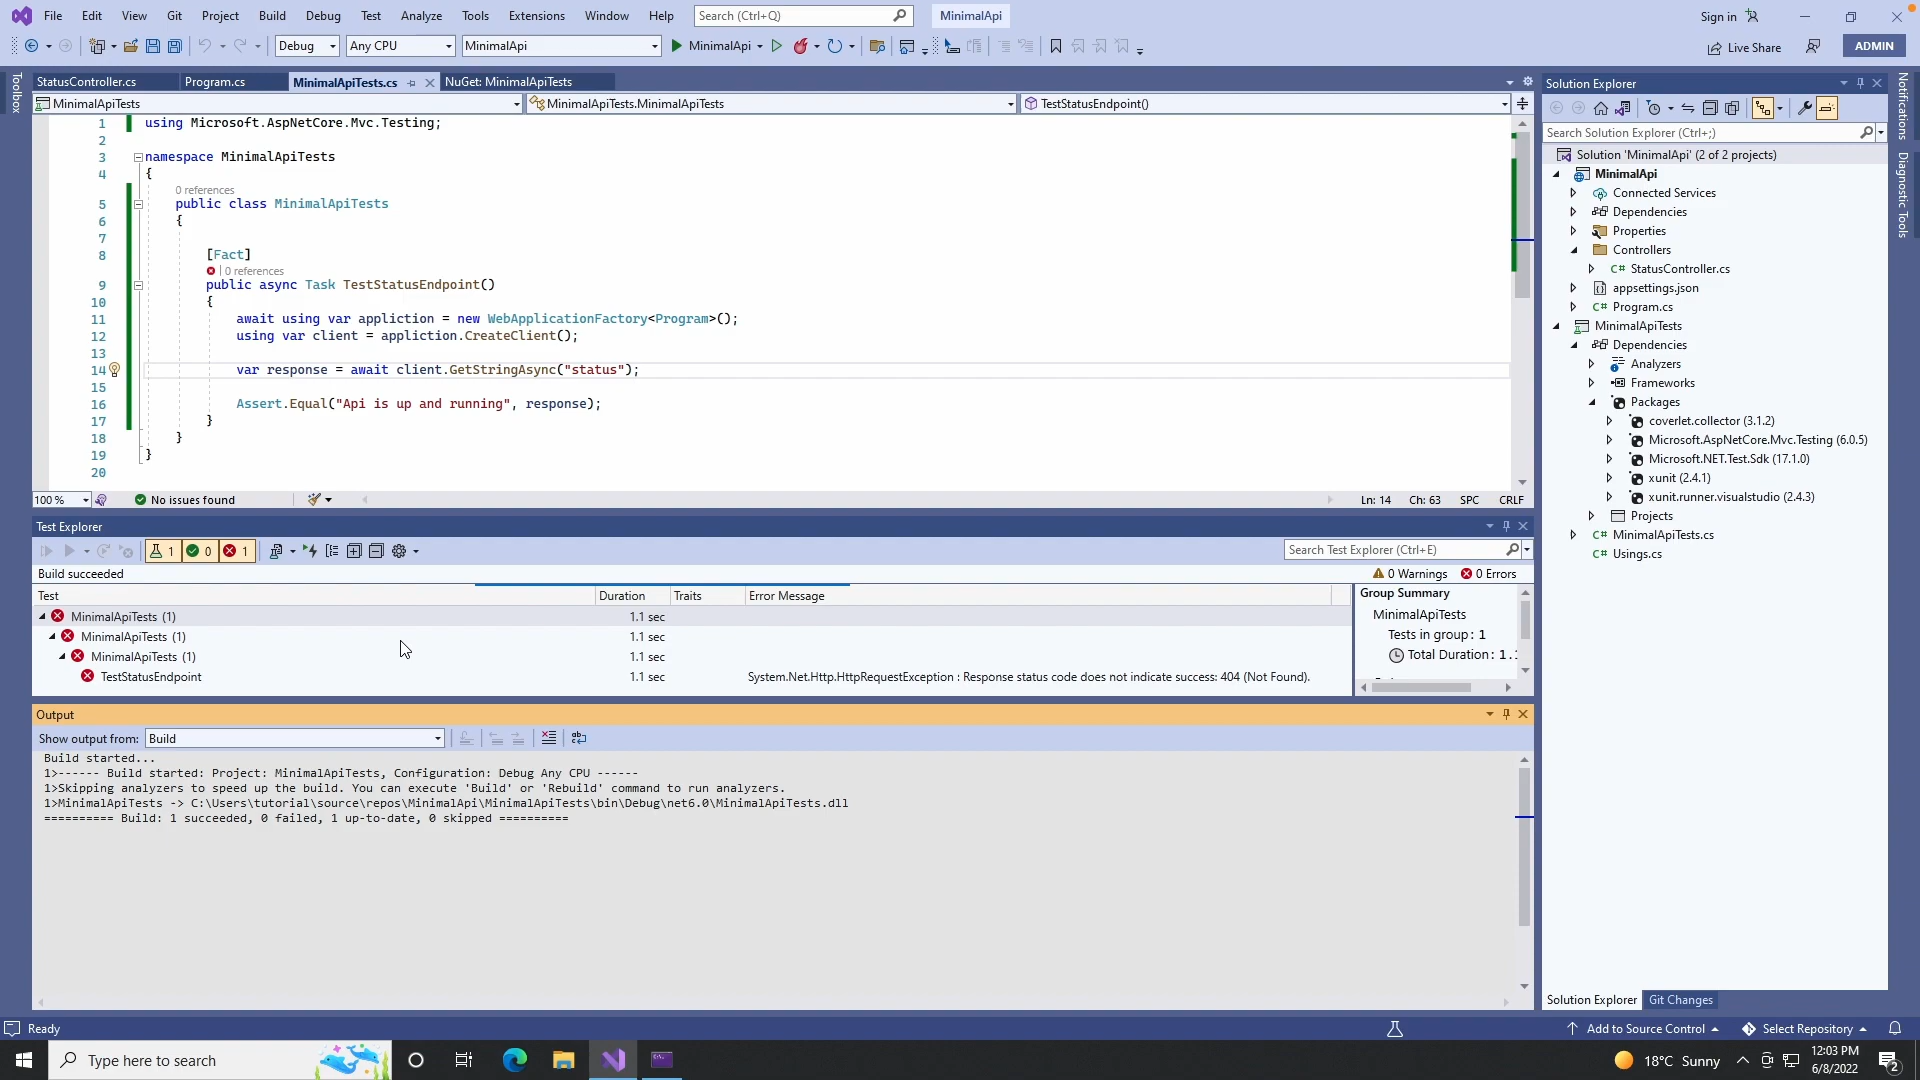 File Edit View Git Project Build Debug Test Analyze Tools Extensions Window Help Search (Ctrl+Q) MinimalApi Sign in
Debug Any CPU MinimalApi MinimalApi Live Share ADMIN
Toolbox
StatusController.cs Program.cs MinimalApiTests.cs NuGet: MinimalApiTests
MinimalApiTests MinimalApiTests.MinimalApiTests TestStatusEndpoint()
1 using Microsoft.AspNetCore.Mvc.Testing;
2
3 namespace MinimalApiTests
4 {
0 references
5 public class MinimalApiTests
6 {
7
8 [Fact]
0 references
9 public async Task TestStatusEndpoint()
10 {
11 await using var appliction = new WebApplicationFactory<Program>();
12 using var client = appliction.CreateClient();
13
14 var response = await client.GetStringAsync("status");
15
16 Assert.Equal("Api is up and running", response);
17 }
18 }
19 }
20
100 % No issues found Ln: 14 Ch: 63 SPC CRLF
Test Explorer
1 0 1 Search Test Explorer (Ctrl+E)
Build succeeded 0 Warnings 0 Errors
Test Duration Traits Error Message
MinimalApiTests (1) 1.1 sec
MinimalApiTests (1) 1.1 sec
MinimalApiTests (1) 1.1 sec
TestStatusEndpoint 1.1 sec System.Net.Http.HttpRequestException : Response status code does not indicate success: 404 (Not Found).
Group Summary
MinimalApiTests
Tests in group: 1
Total Duration: 1.
Output
Show output from: Build
Build started...
1>------ Build started: Project: MinimalApiTests, Configuration: Debug Any CPU ------
1>Skipping analyzers to speed up the build. You can execute 'Build' or 'Rebuild' command to run analyzers.
1>MinimalApiTests -> C:\Users\tutorial\source\repos\MinimalApi\MinimalApiTests\bin\Debug\net6.0\MinimalApiTests.dll
========== Build: 1 succeeded, 0 failed, 1 up-to-date, 0 skipped ==========
Solution Explorer
Search Solution Explorer (Ctrl+;)
Solution 'MinimalApi' (2 of 2 projects)
MinimalApi
Connected Services
Dependencies
Properties
Controllers
C# StatusController.cs
appsettings.json
C# Program.cs
MinimalApiTests
Dependencies
Analyzers
Frameworks
Packages
coverlet.collector (3.1.2)
Microsoft.AspNetCore.Mvc.Testing (6.0.5)
Microsoft.NET.Test.Sdk (17.1.0)
xunit (2.4.1)
xunit.runner.visualstudio (2.4.3)
Projects
C# MinimalApiTests.cs
C# Usings.cs
Solution Explorer Git Changes
Notifications
Diagnostic Tools
Ready Add to Source Control Select Repository
Type here to search 18°C Sunny 12:03 PM
6/8/2022
2